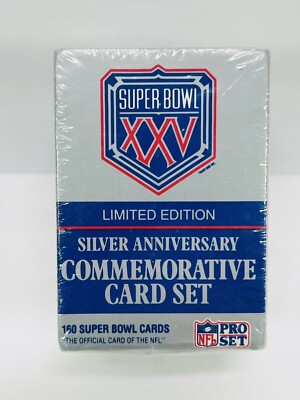 SUPER BOWL
XXV
LIMITED EDITION
SILVER ANNIVERSARY
COMMEMORATIVE
CARD SET
160 SUPER BOWL CARDS
"THE OFFICIAL CARD OF THE NFL"
NFL PRO
SET